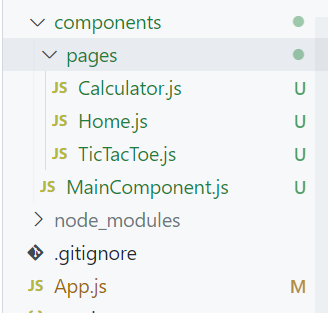 components
pages
JS Calculator.js U
JS Home.js U
JS TicTacToe.js U
JS MainComponent.js U
node_modules
.gitignore
JS App.js M